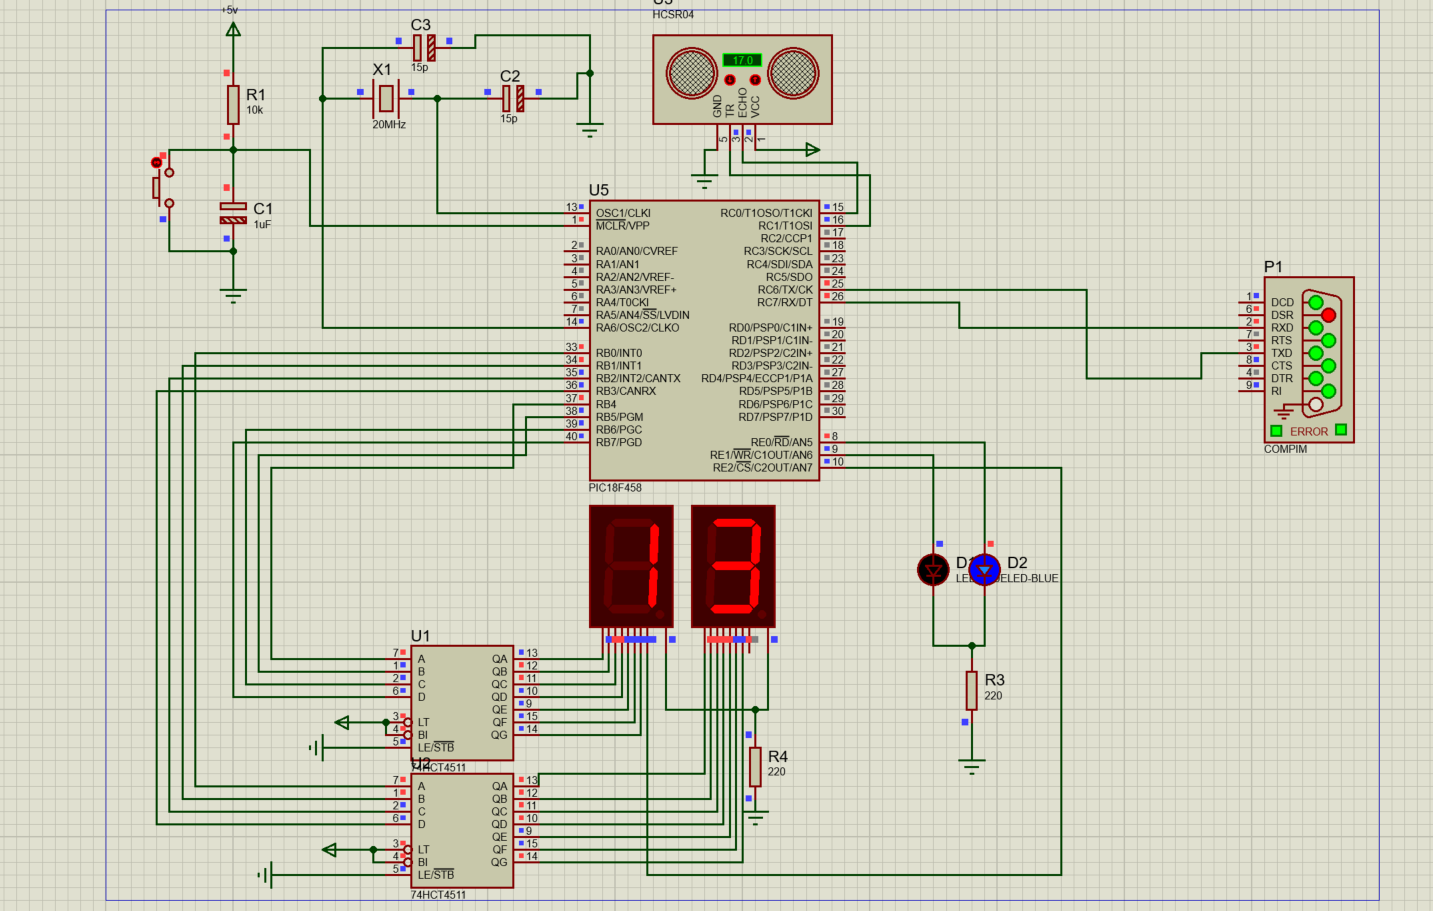 +5v
HCSR04
17 0
GND
TR
ECHO
VCC
5
3
2
1
C3
15p
X1
20MHz
C2
15p
R1
10k
C1
1uF
U5
13 OSC1/CLKI
1 MCLR/VPP
2 RA0/AN0/CVREF
3 RA1/AN1
4 RA2/AN2/VREF-
5 RA3/AN3/VREF+
6 RA4/T0CKI
7 RA5/AN4/SS/LVDIN
14 RA6/OSC2/CLKO
33 RB0/INT0
34 RB1/INT1
35 RB2/INT2/CANTX
36 RB3/CANRX
37 RB4
38 RB5/PGM
39 RB6/PGC
40 RB7/PGD
RC0/T1OSO/T1CKI 15
RC1/T1OSI 16
RC2/CCP1 17
RC3/SCK/SCL 18
RC4/SDI/SDA 23
RC5/SDO 24
RC6/TX/CK 25
RC7/RX/DT 26
RD0/PSP0/C1IN+ 19
RD1/PSP1/C1IN- 20
RD2/PSP2/C2IN+ 21
RD3/PSP3/C2IN- 22
RD4/PSP4/ECCP1/P1A 27
RD5/PSP5/P1B 28
RD6/PSP6/P1C 29
RD7/PSP7/P1D 30
RE0/RD/AN5 8
RE1/WR/C1OUT/AN6 9
RE2/CS/C2OUT/AN7 10
PIC18F458
P1
1 DCD
6 DSR
2 RXD
7 RTS
3 TXD
8 CTS
4 DTR
9 RI
ERROR
COMPIM
1 3
D2
LED-BLUE
R3
220
R4
220
U1
7 A QA 13
1 B QB 12
2 C QC 11
6 D QD 10
QE 9
3 LT QF 15
4 BI QG 14
5 LE/STB
74HCT4511
U2
7 A QA 13
1 B QB 12
2 C QC 11
6 D QD 10
QE 9
3 LT QF 15
4 BI QG 14
5 LE/STB
74HCT4511